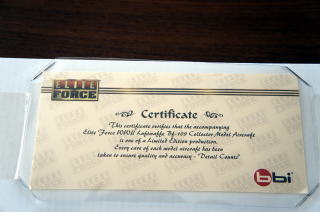 ELITE
FORCE
Certificate
This certificate certifies that the accompanying
Elite Force WWII Luftwaffe Bf-109 Collector Model Aircraft
is one of a Limited Edition production.
Every care of each model aircraft has been
taken to ensure quality and accuracy - "Detail Counts"
bbi